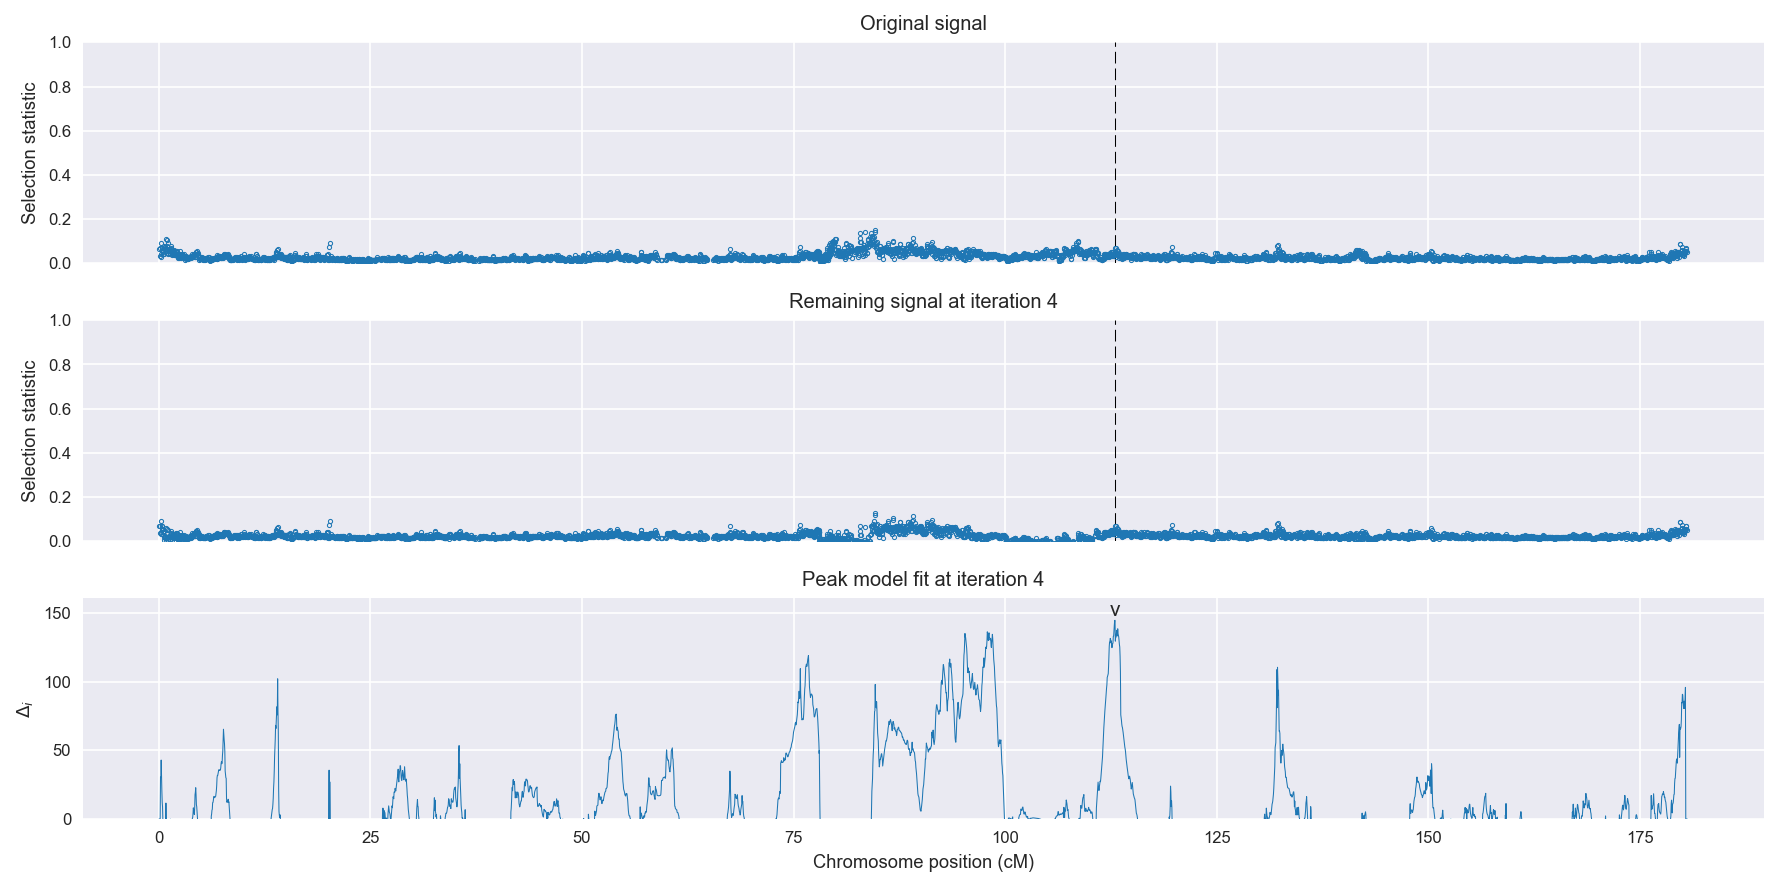 Original signal
1.0
0.8
0.6
0.4
0.2
0.0
Selection statistic
Remaining signal at iteration 4
1.0
0.8
0.6
0.4
0.2
0.0
Selection statistic
Peak model fit at iteration 4
v
150
100
50
0
Δi
0 25 50 75 100 125 150 175
Chromosome position (cM)